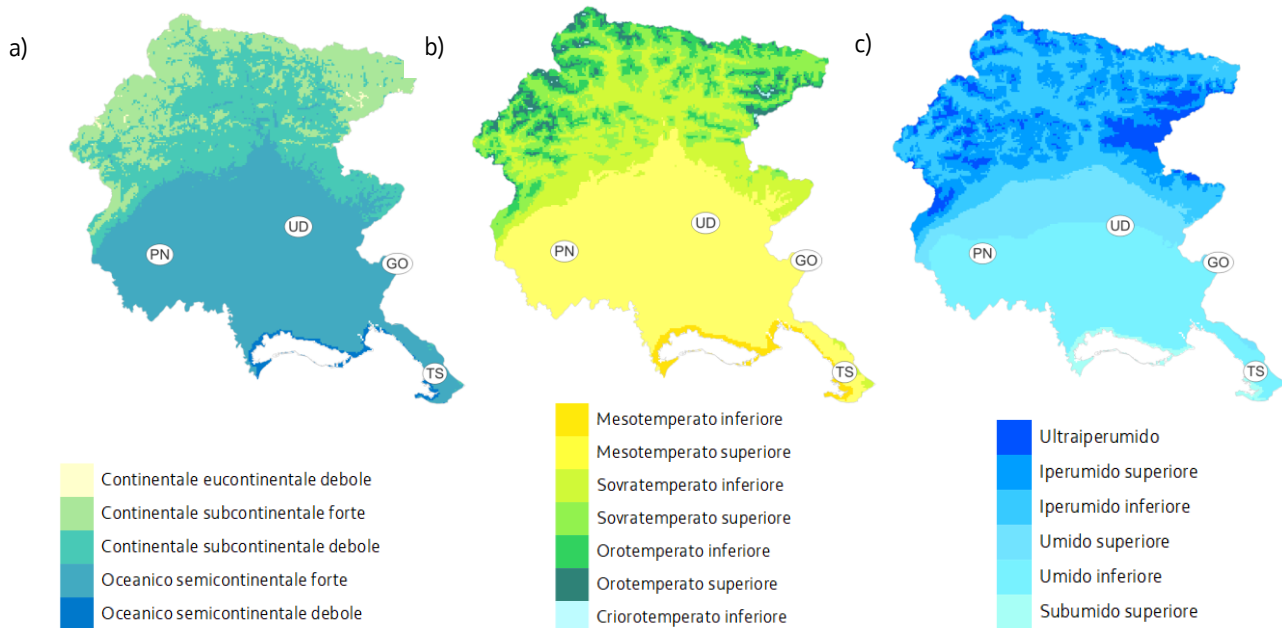 a)
b)
c)
PN
UD
GO
TS
PN
UD
GO
TS
PN
UD
GO
TS
Continentale eucontinentale debole
Continentale subcontinentale forte
Continentale subcontinentale debole
Oceanico semicontinentale forte
Oceanico semicontinentale debole
Mesotemperato inferiore
Mesotemperato superiore
Sovratemperato inferiore
Sovratemperato superiore
Orotemperato inferiore
Orotemperato superiore
Criorotemperato inferiore
Ultraiperumido
Iperumido superiore
Iperumido inferiore
Umido superiore
Umido inferiore
Subumido superiore